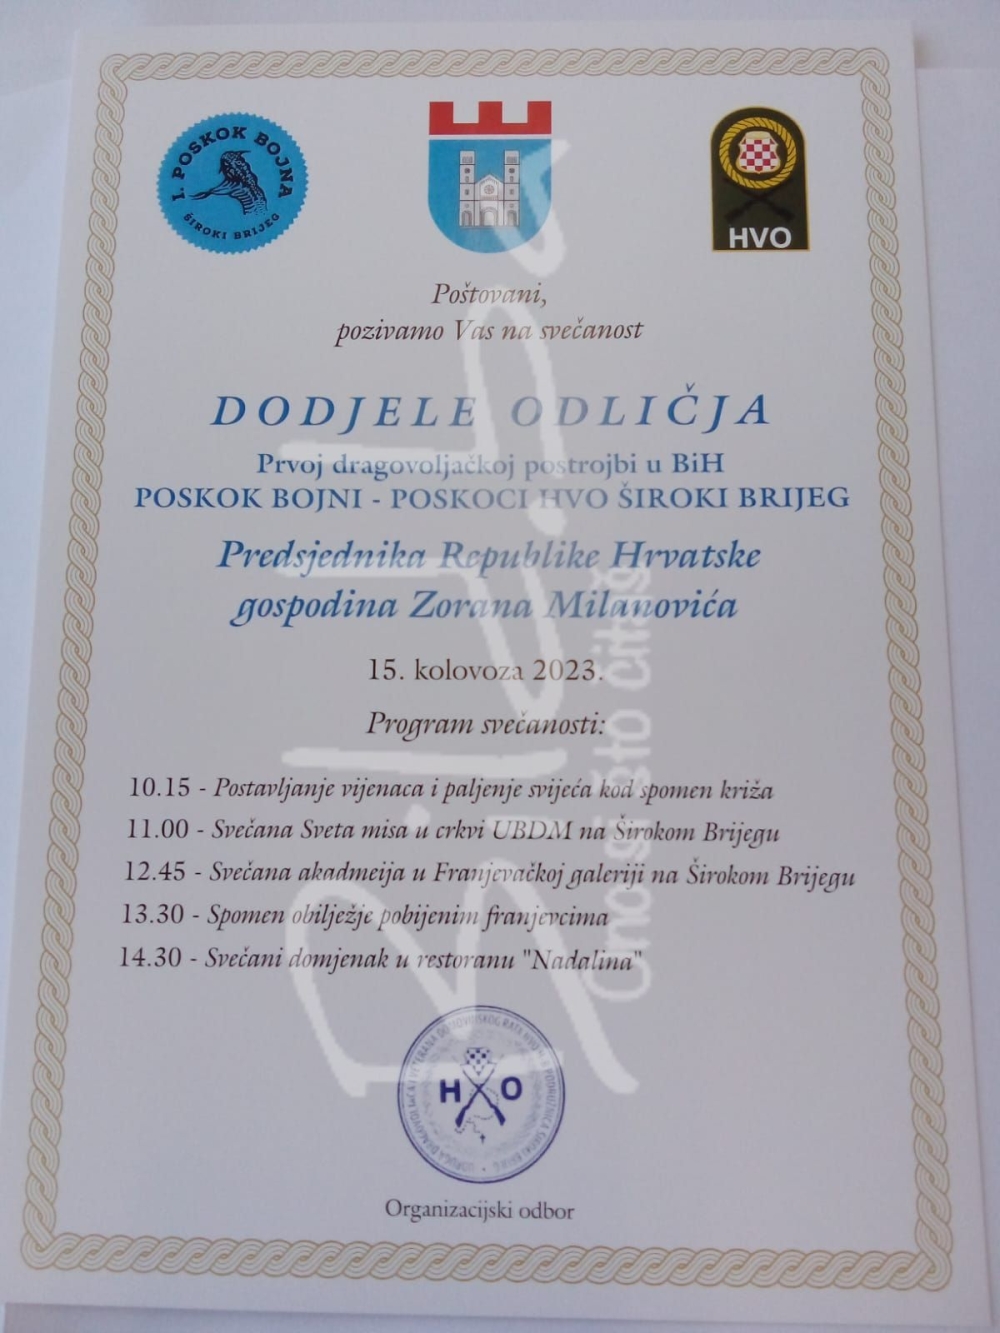 I. POSKOK BOJNA
ŠIROKI BRIJEG
HVO
Poštovani,
pozivamo Vas na svečanost
DODJELE ODLIČJA
Prvoj dragovoljačkoj postrojbi u BiH
POSKOK BOJNI - POSKOCI HVO ŠIROKI BRIJEG
Predsjednika Republike Hrvatske
gospodina Zorana Milanovića
15. kolovoza 2023.
Program svečanosti:
10.15 - Postavljanje vijenaca i paljenje svijeća kod spomen križa
11.00 - Svečana Sveta misa u crkvi UBDM na Širokom Brijegu
12.45 - Svečana akadmeija u Franjevačkoj galeriji na Širokom Brijegu
13.30 - Spomen obilježje pobijenim franjevcima
14.30 - Svečani domjenak u restoranu "Nadalina"
H O
Organizacijski odbor
Onog išto čitaš